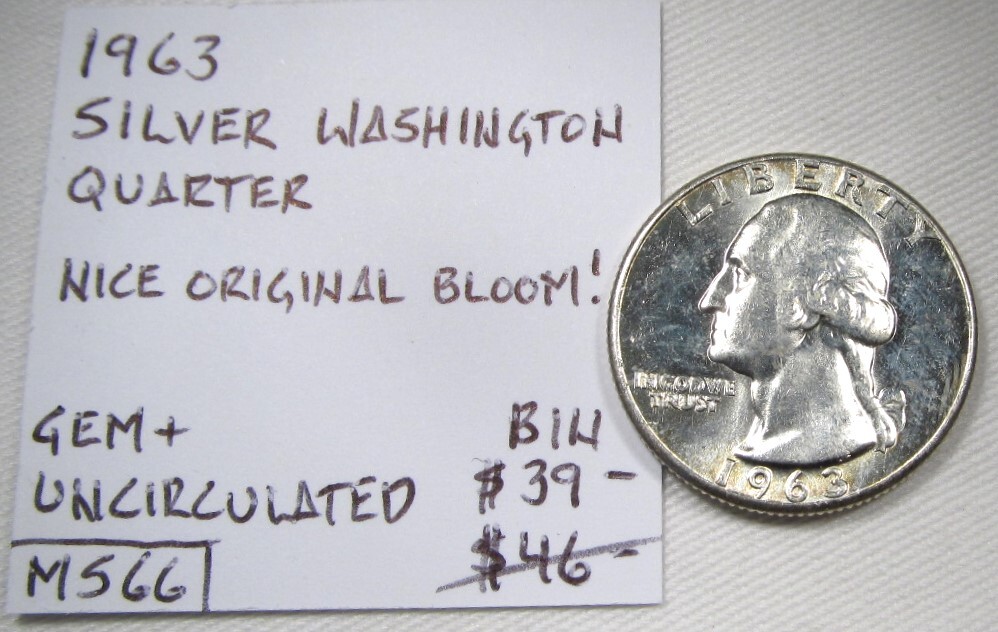 1963
SILVER WASHINGTON
QUARTER
NICE ORIGINAL BLOOM!
GEM+
UNCIRCULATED
MS66
BIN
$39-
$46-
LIBERTY
IN GOD WE
TRUST
1963